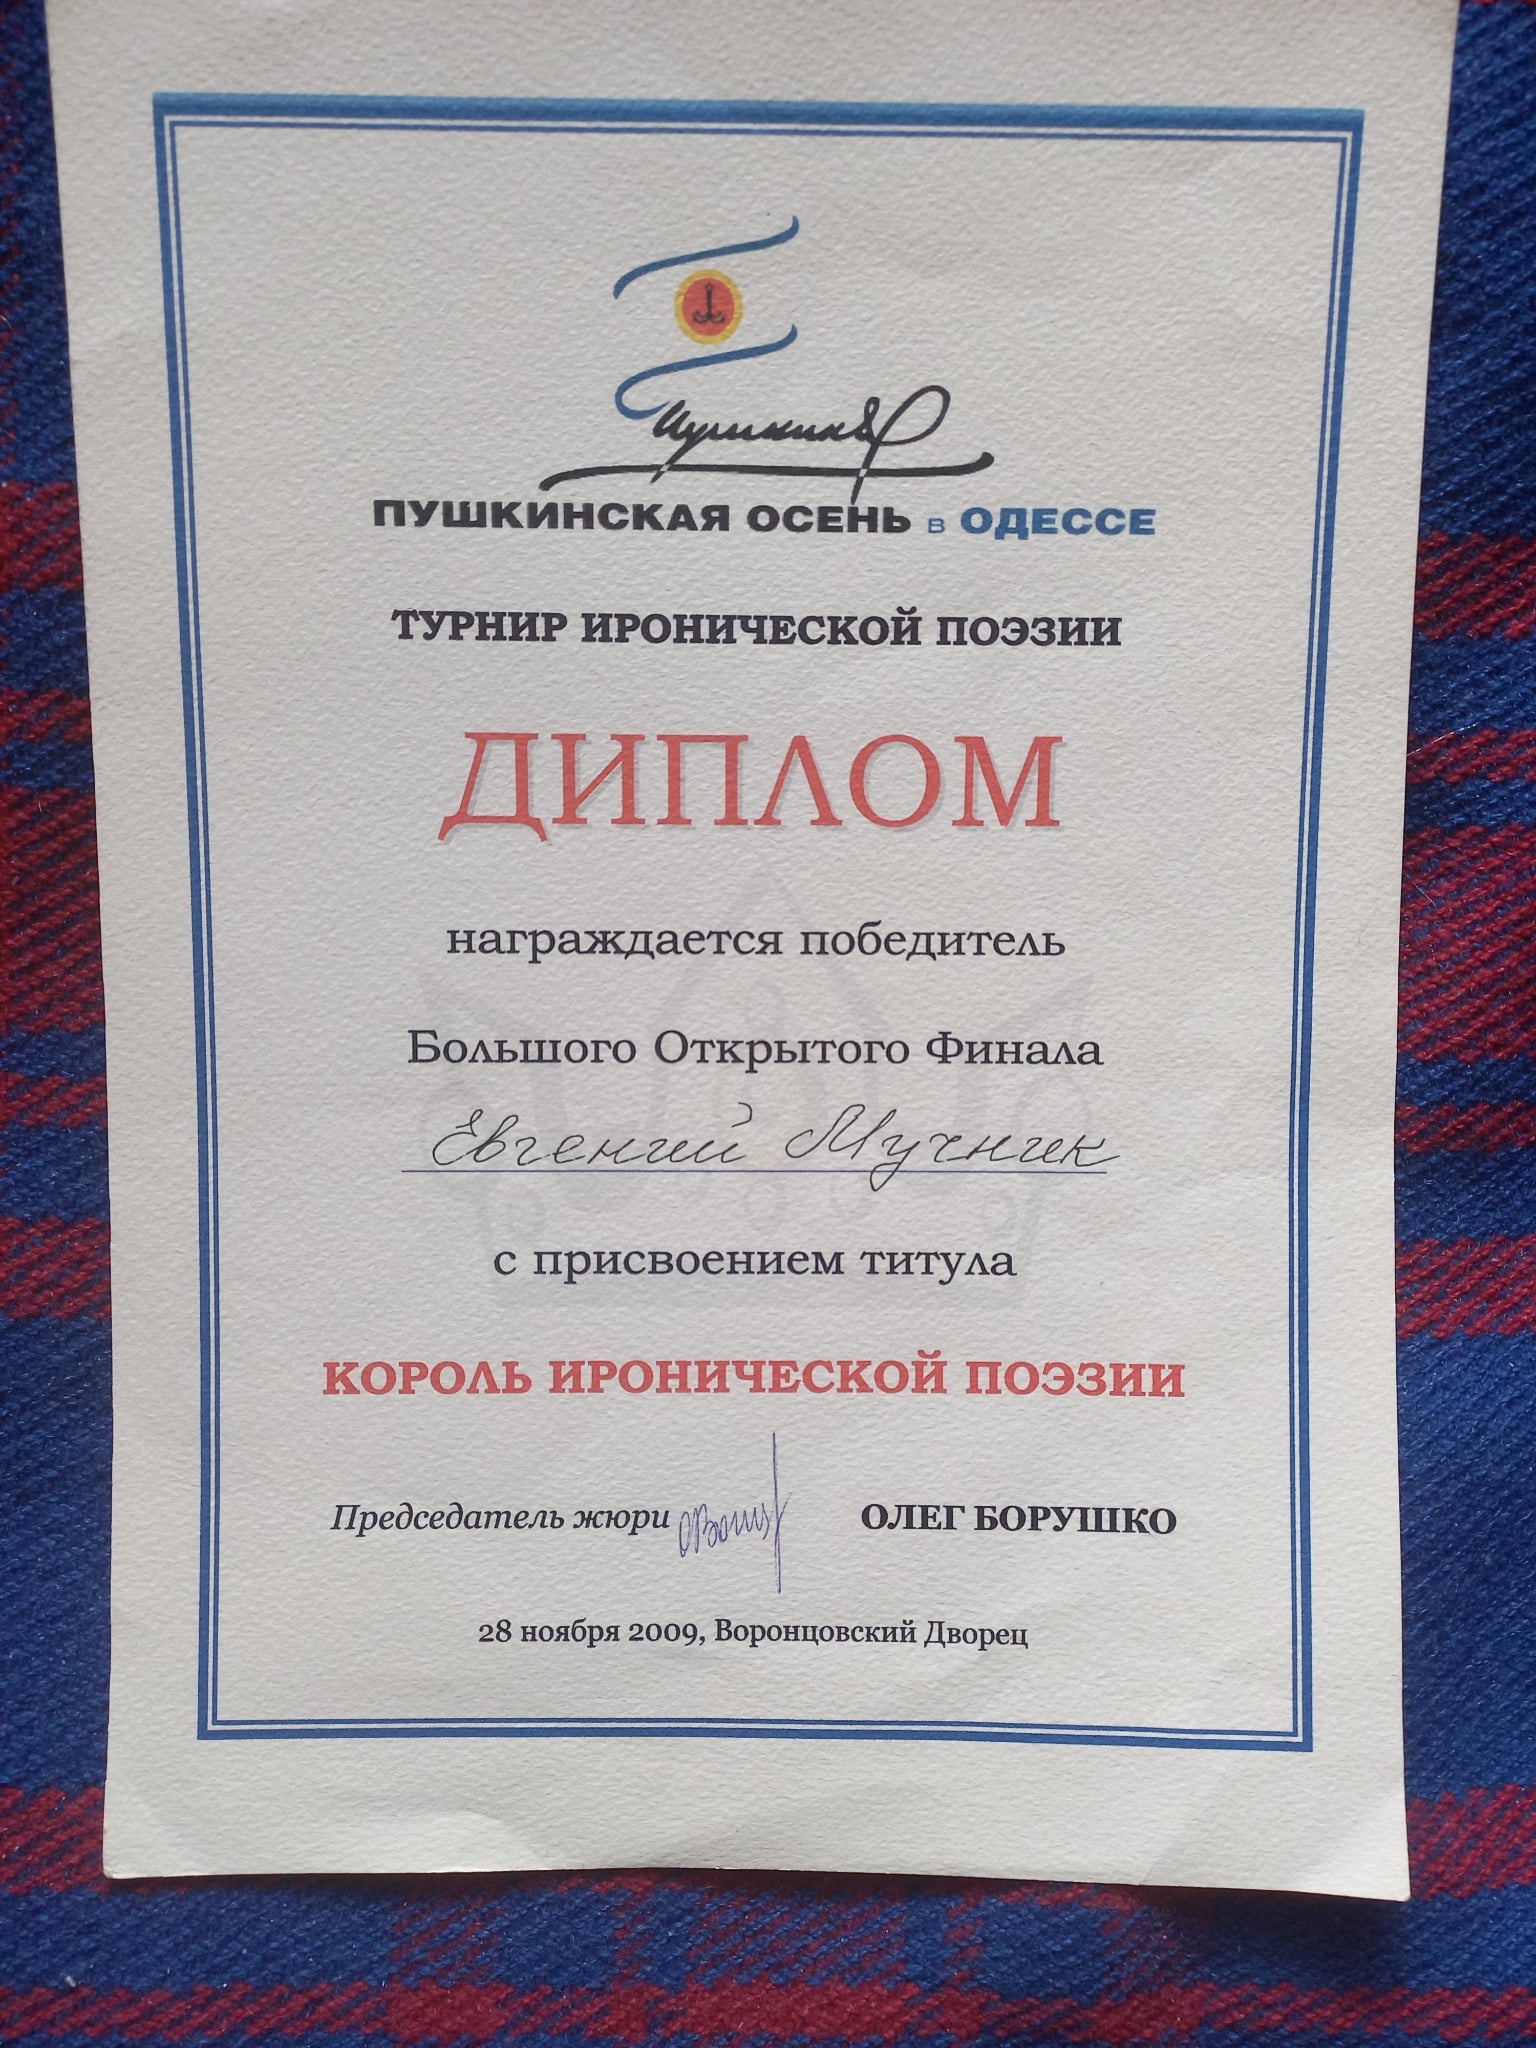 Пушкинъ
ПУШКИНСКАЯ ОСЕНЬ в ОДЕССЕ
ТУРНИР ИРОНИЧЕСКОЙ ПОЭЗИИ
ДИПЛОМ
награждается победитель
Большого Открытого Финала
Евгений Мучник
с присвоением титула
КОРОЛЬ ИРОНИЧЕСКОЙ ПОЭЗИИ
Председатель жюри ОЛЕГ БОРУШКО
28 ноября 2009, Воронцовский Дворец